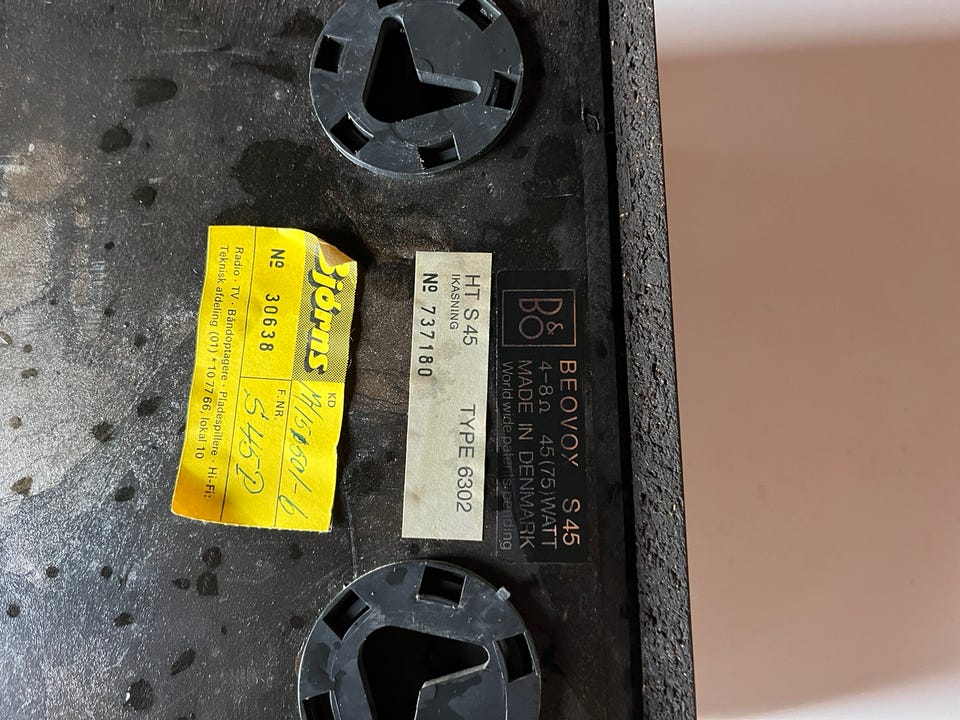 B&O
BEOVOX S45
4-8Ω 45(75)WATT
MADE IN DENMARK
World wide patents pending
HT S 45 TYPE 6302
IKASNING
Nº 737180
Bjørns
KD
Nº 30638
F.NR
S45-2
Radio · TV · Båndoptagere · Pladespillere · Hi-Fi:
Teknisk afdeling (01) * 10 77 66, lokal 10